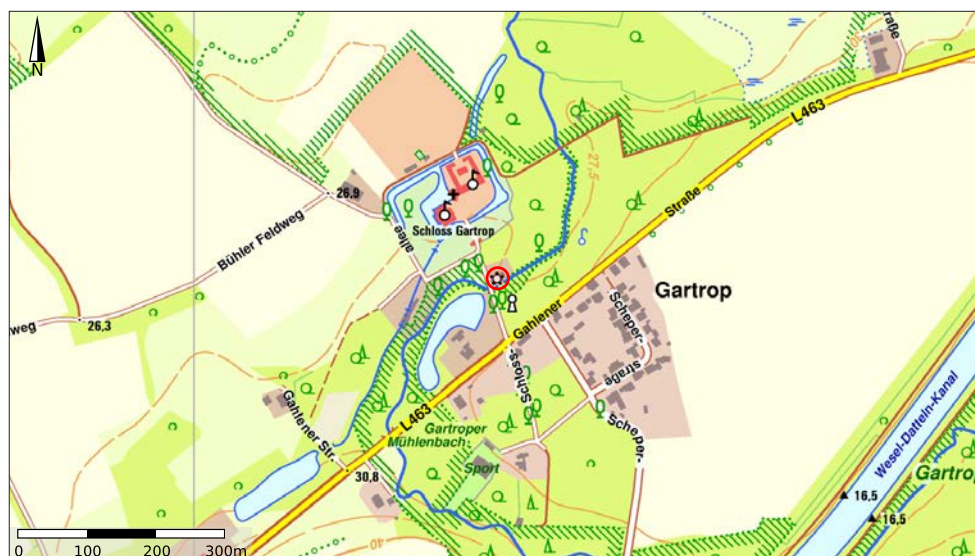 N
Straße
L463
27,5
26,9
Bühler Feldweg
allee
Schloss Gartrop
Straße
Gartrop
weg
26,3
Scheper-
straße
Gahlener
Schloss-
L463
Gahlener Str.
Gartroper
Mühlenbach
Scheper-
Sport
30,8
Wesel-Datteln-Kanal
Gartrop
16,5
16,5
40
0 100 200 300m